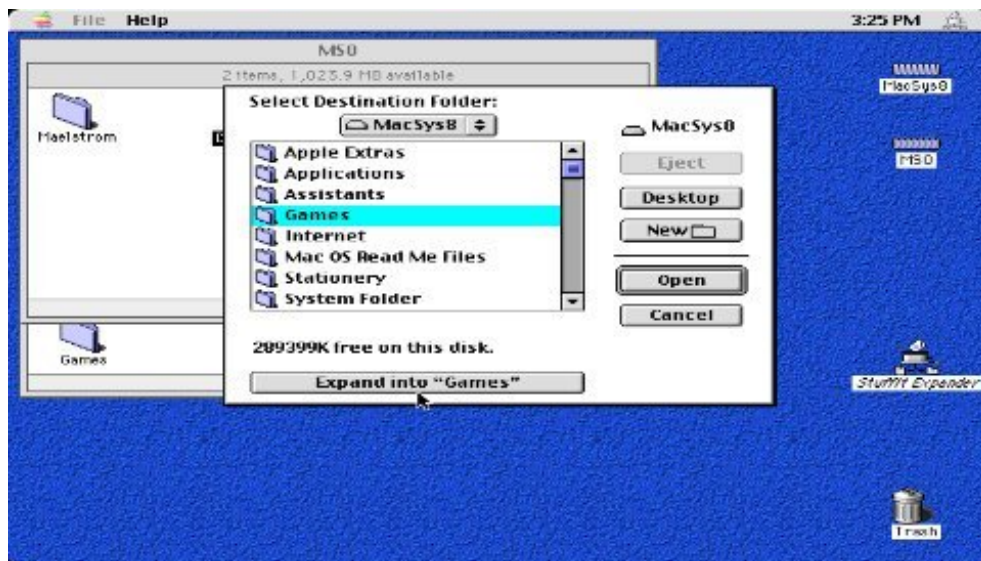 File Help 3:25 PM
MS0
2 items, 1,023.9 MB available
Maelstrom
Games
Select Destination Folder:
MacSys8
MacSys8
Apple Extras
Applications
Assistants
Games
Internet
Mac OS Read Me Files
Stationery
System Folder
Eject
Desktop
New
Open
Cancel
289399K free on this disk.
Expand into “Games”
MacSys8
MS0
StuffIt Expander
Trash